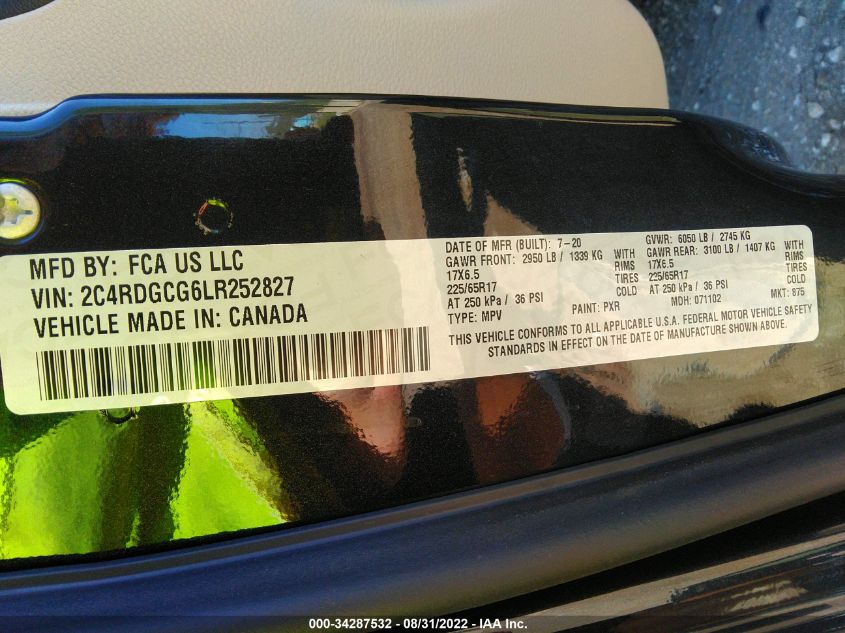 MFD BY: FCA US LLC
VIN: 2C4RDGCG6LR252827
VEHICLE MADE IN: CANADA
DATE OF MFR (BUILT): 7-20 GVWR: 6050 LB / 2745 KG
GAWR FRONT: 2950 LB / 1339 KG WITH GAWR REAR: 3100 LB / 1407 KG WITH
17X6.5 RIMS 17X6.5 RIMS
225/65R17 TIRES 225/65R17 TIRES
AT 250 kPa / 36 PSI COLD AT 250 kPa / 36 PSI COLD
TYPE: MPV PAINT: PXR MDH: 071102 MKT: 875
THIS VEHICLE CONFORMS TO ALL APPLICABLE U.S.A. FEDERAL MOTOR VEHICLE SAFETY
STANDARDS IN EFFECT ON THE DATE OF MANUFACTURE SHOWN ABOVE.
000-34287532 - 08/31/2022 - IAA Inc.